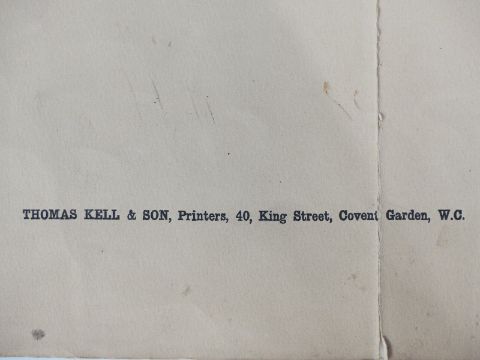 THOMAS KELL & SON, Printers, 40, King Street, Covent Garden, W.C.